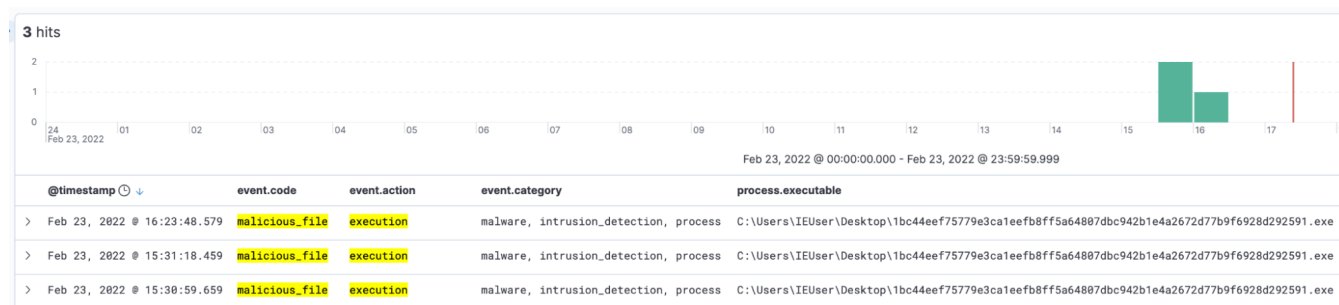 3 hits
2
1
0
24 01 02 03 04 05 06 07 08 09 10 11 12 13 14 15 16 17
Feb 23, 2022
Feb 23, 2022 @ 00:00:00.000 - Feb 23, 2022 @ 23:59:59.999
@timestamp event.code event.action event.category process.executable
Feb 23, 2022 @ 16:23:48.579 malicious_file execution malware, intrusion_detection, process C:\Users\IEUser\Desktop\1bc44eef75779e3ca1eefb8ff5a64807dbc942b1e4a2672d77b9f6928d292591.exe
Feb 23, 2022 @ 15:31:18.459 malicious_file execution malware, intrusion_detection, process C:\Users\IEUser\Desktop\1bc44eef75779e3ca1eefb8ff5a64807dbc942b1e4a2672d77b9f6928d292591.exe
Feb 23, 2022 @ 15:30:59.659 malicious_file execution malware, intrusion_detection, process C:\Users\IEUser\Desktop\1bc44eef75779e3ca1eefb8ff5a64807dbc942b1e4a2672d77b9f6928d292591.exe